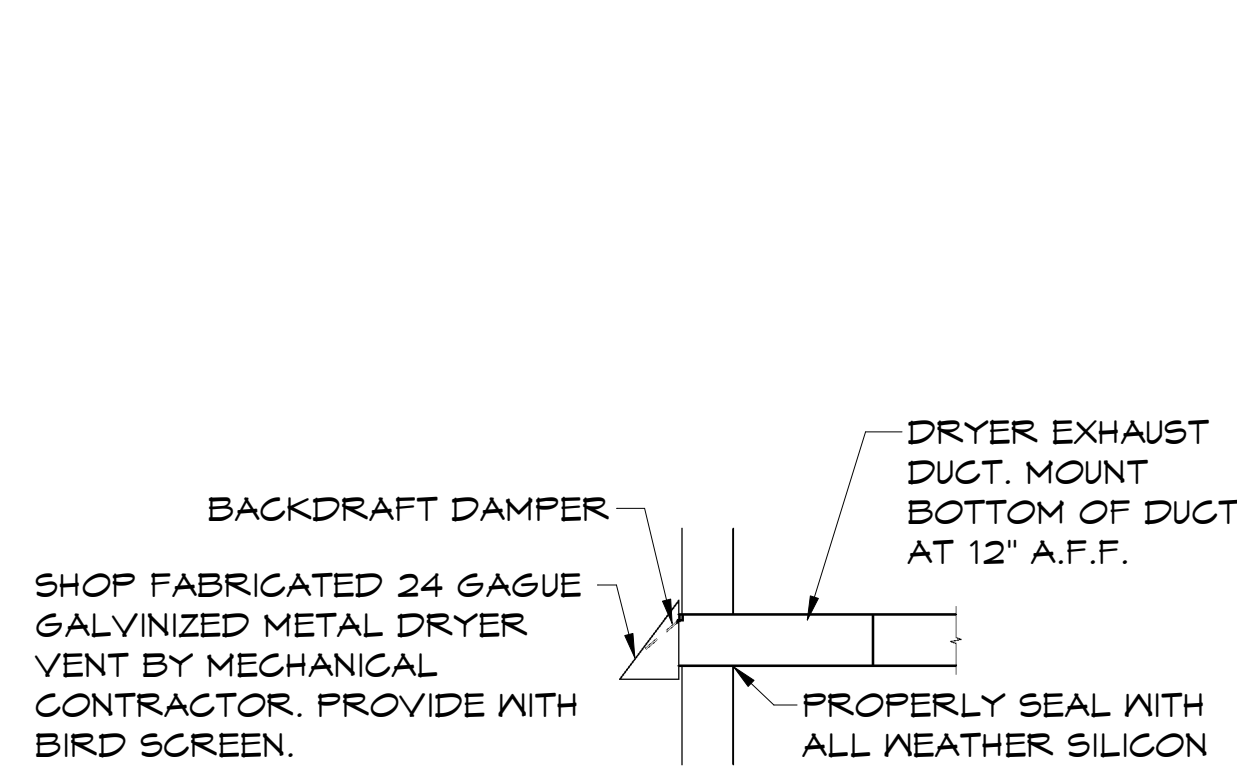 DRYER EXHAUST
DUCT. MOUNT
BOTTOM OF DUCT
AT 12" A.F.F.
BACKDRAFT DAMPER
SHOP FABRICATED 24 GAGUE
GALVINIZED METAL DRYER
VENT BY MECHANICAL
CONTRACTOR. PROVIDE WITH
BIRD SCREEN.
PROPERLY SEAL WITH
ALL WEATHER SILICON